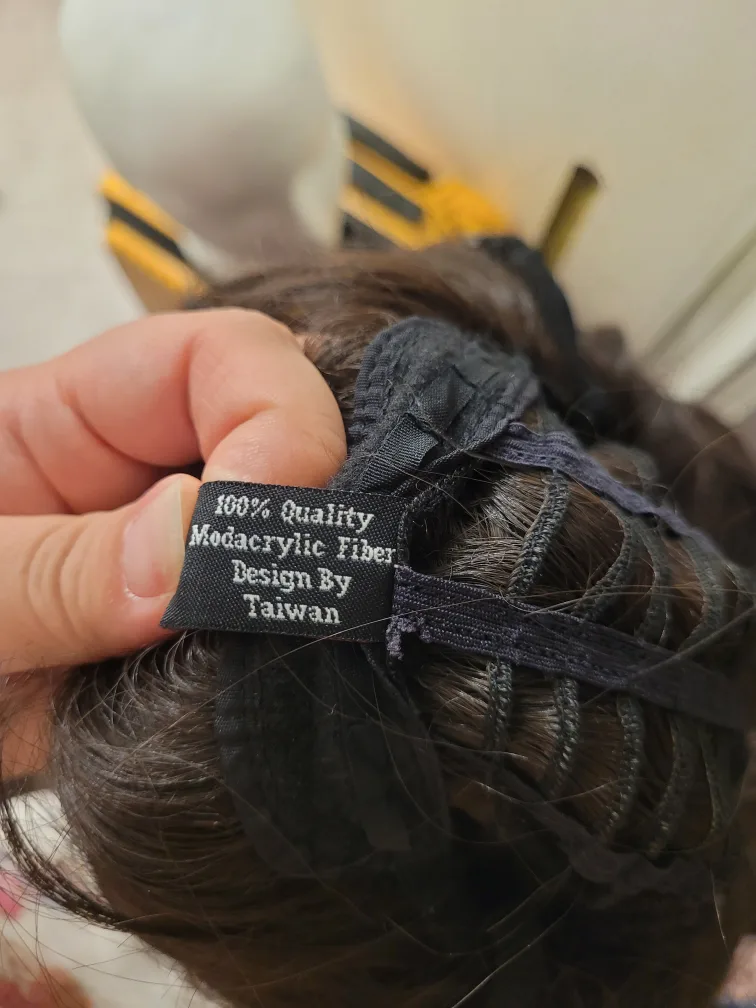 100% Quality
Modacrylic Fiber
Design By
Taiwan